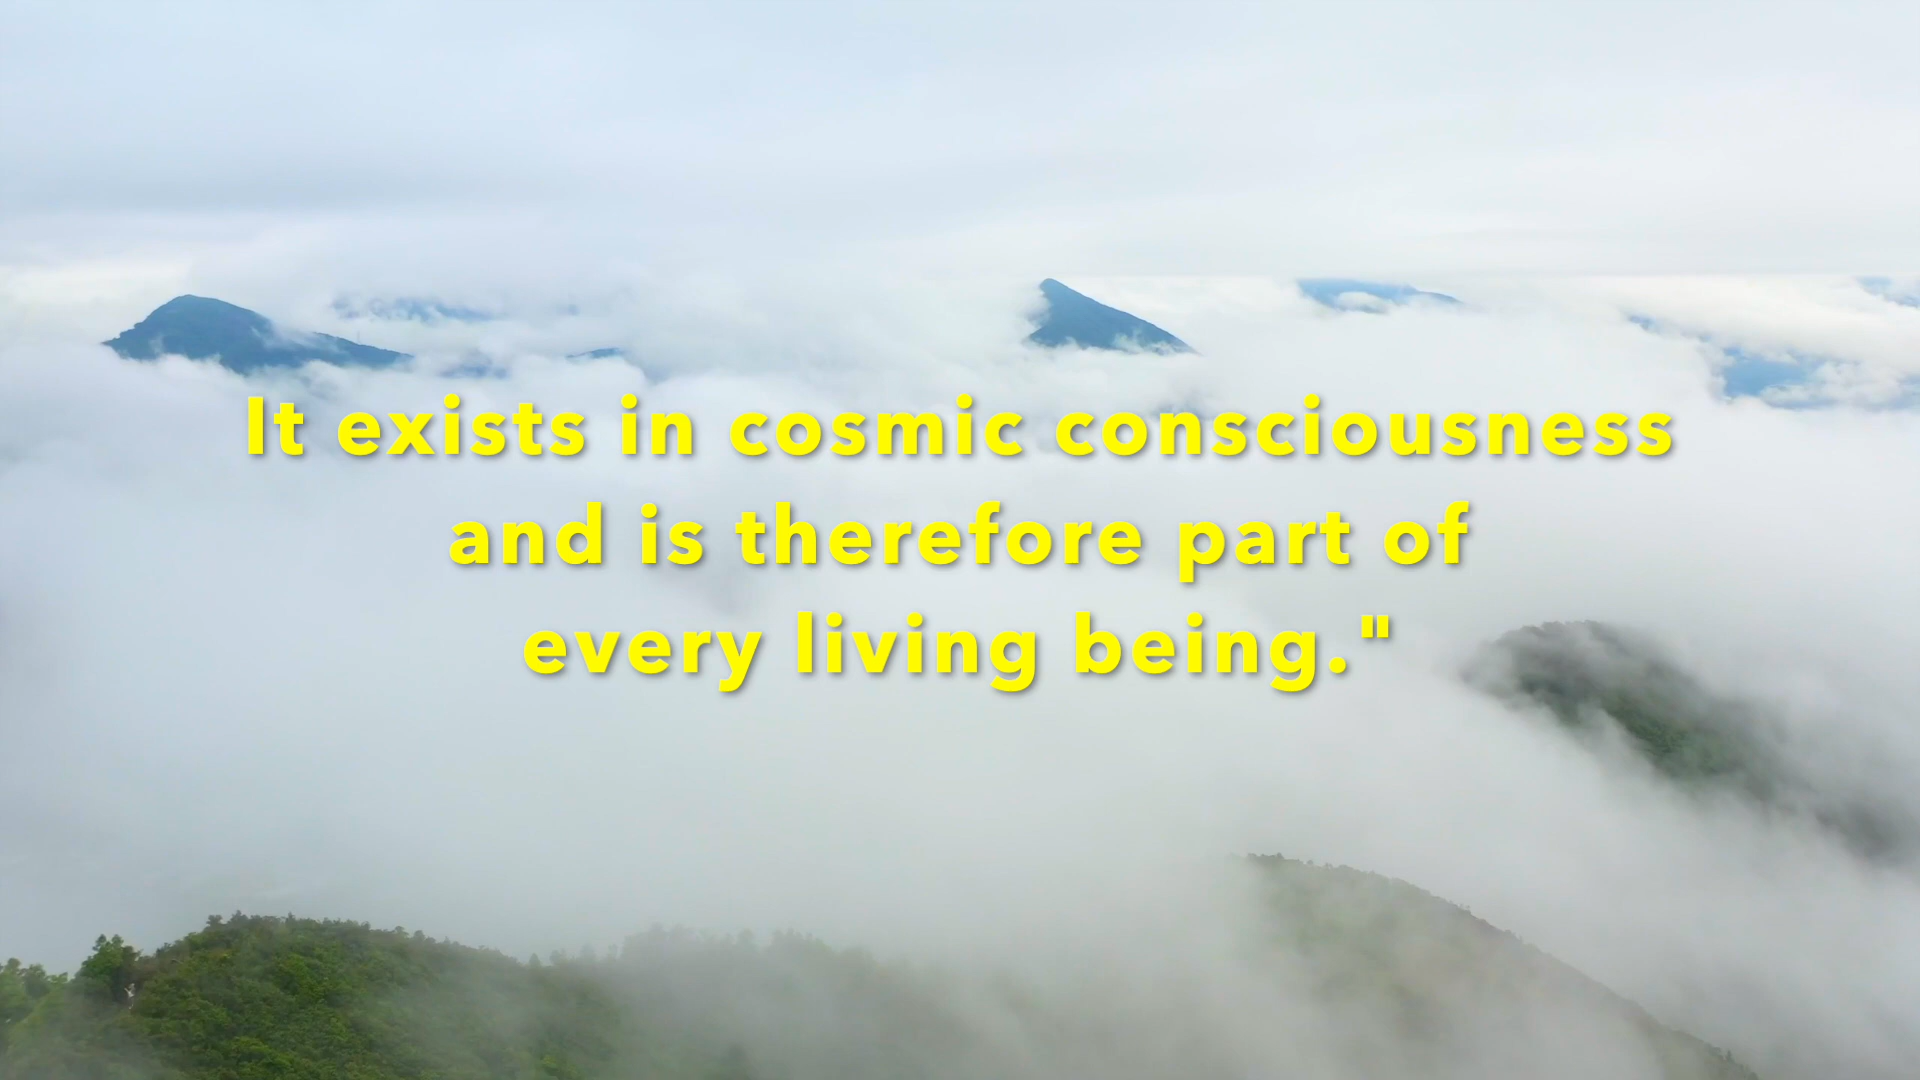 It exists in cosmic consciousness
and is therefore part of
every living being."